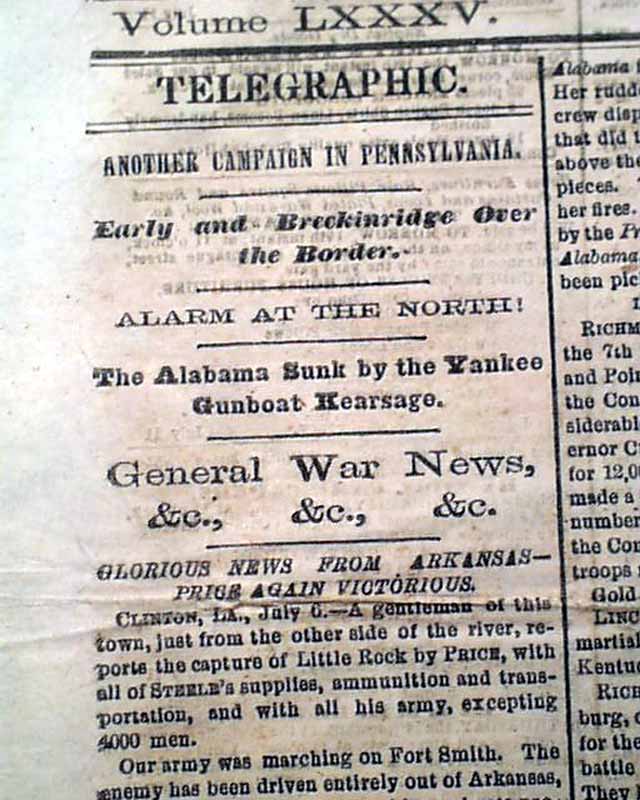 Volume LXXXV.
TELEGRAPHIC.
ANOTHER CAMPAIGN IN PENNSYLVANIA.
Early and Breckinridge Over
the Border.
ALARM AT THE NORTH!
The Alabama Sunk by the Yankee
Gunboat Kearsage.
General War News,
&c., &c., &c.
GLORIOUS NEWS FROM ARKANSAS—
PRICE AGAIN VICTORIOUS.
CLINTON, LA., July 6.—A gentleman of this
town, just from the other side of the river, re-
ports the capture of Little Rock by PRICE, with
all of STEELE'S supplies, ammunition and trans-
portation, and with all his army, excepting
4000 men.
Our army was marching on Fort Smith. The
enemy has been driven entirely out of Arkansas,
Alabama
Her rudd
crew disp
that did t
above the
pieces.
her fires.
by the Pr
Alabama
been pic
RICHM
the 7th
and Poin
the Con
siderabl
ernor C
for 12,0
made a
number
the Con
troops
Gold
LINC
martial
Kentuc
RICH
burg, c
for the
battle
They